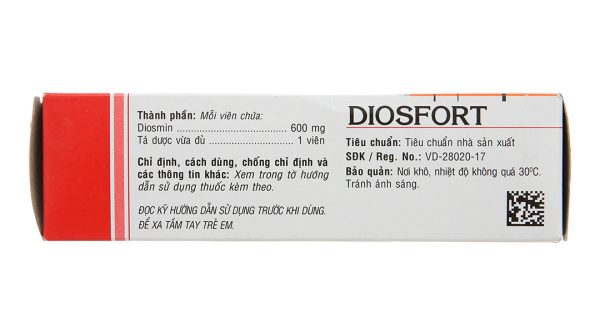 Thành phần: Mỗi viên chứa:
Diosmin ........................................ 600 mg
Tá dược vừa đủ ............................... 1 viên
Chỉ định, cách dùng, chống chỉ định và
các thông tin khác: Xem trong tờ hướng
dẫn sử dụng thuốc kèm theo.
ĐỌC KỸ HƯỚNG DẪN SỬ DỤNG TRƯỚC KHI DÙNG.
ĐỂ XA TẦM TAY TRẺ EM.
DIOSFORT
Tiêu chuẩn: Tiêu chuẩn nhà sản xuất
SĐK / Reg. No.: VD-28020-17
Bảo quản: Nơi khô, nhiệt độ không quá 30ºC.
Tránh ánh sáng.